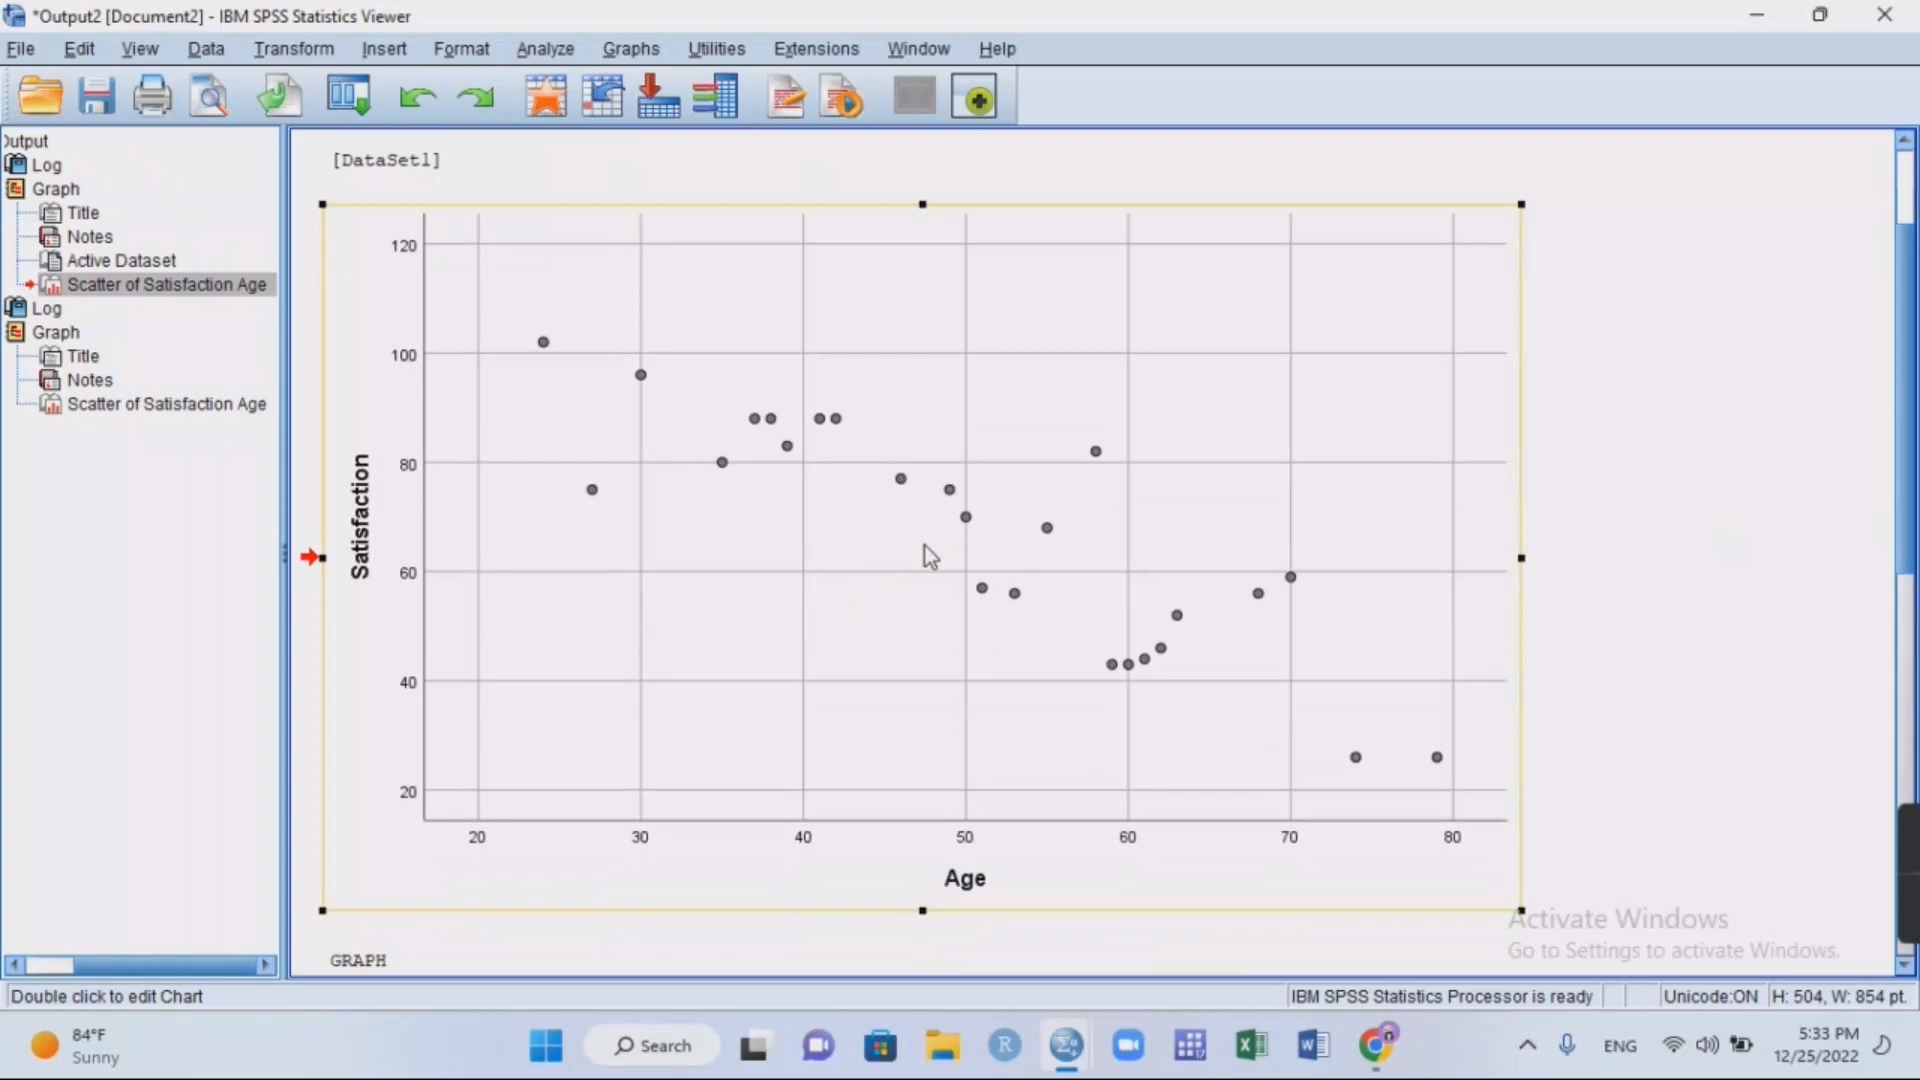 *Output2 [Document2] - IBM SPSS Statistics Viewer
File Edit View Data Transform Insert Format Analyze Graphs Utilities Extensions Window Help
Output
Log
Graph
Title
Notes
Active Dataset
Scatter of Satisfaction Age
Log
Graph
Title
Notes
Scatter of Satisfaction Age
[DataSet1]
120
100
80
60
40
20
Satisfaction
20 30 40 50 60 70 80
Age
GRAPH
Activate Windows
Go to Settings to activate Windows.
Double click to edit Chart
IBM SPSS Statistics Processor is ready
Unicode:ON
H: 504, W: 854 pt.
84°F
Sunny
Search
ENG
5:33 PM
12/25/2022